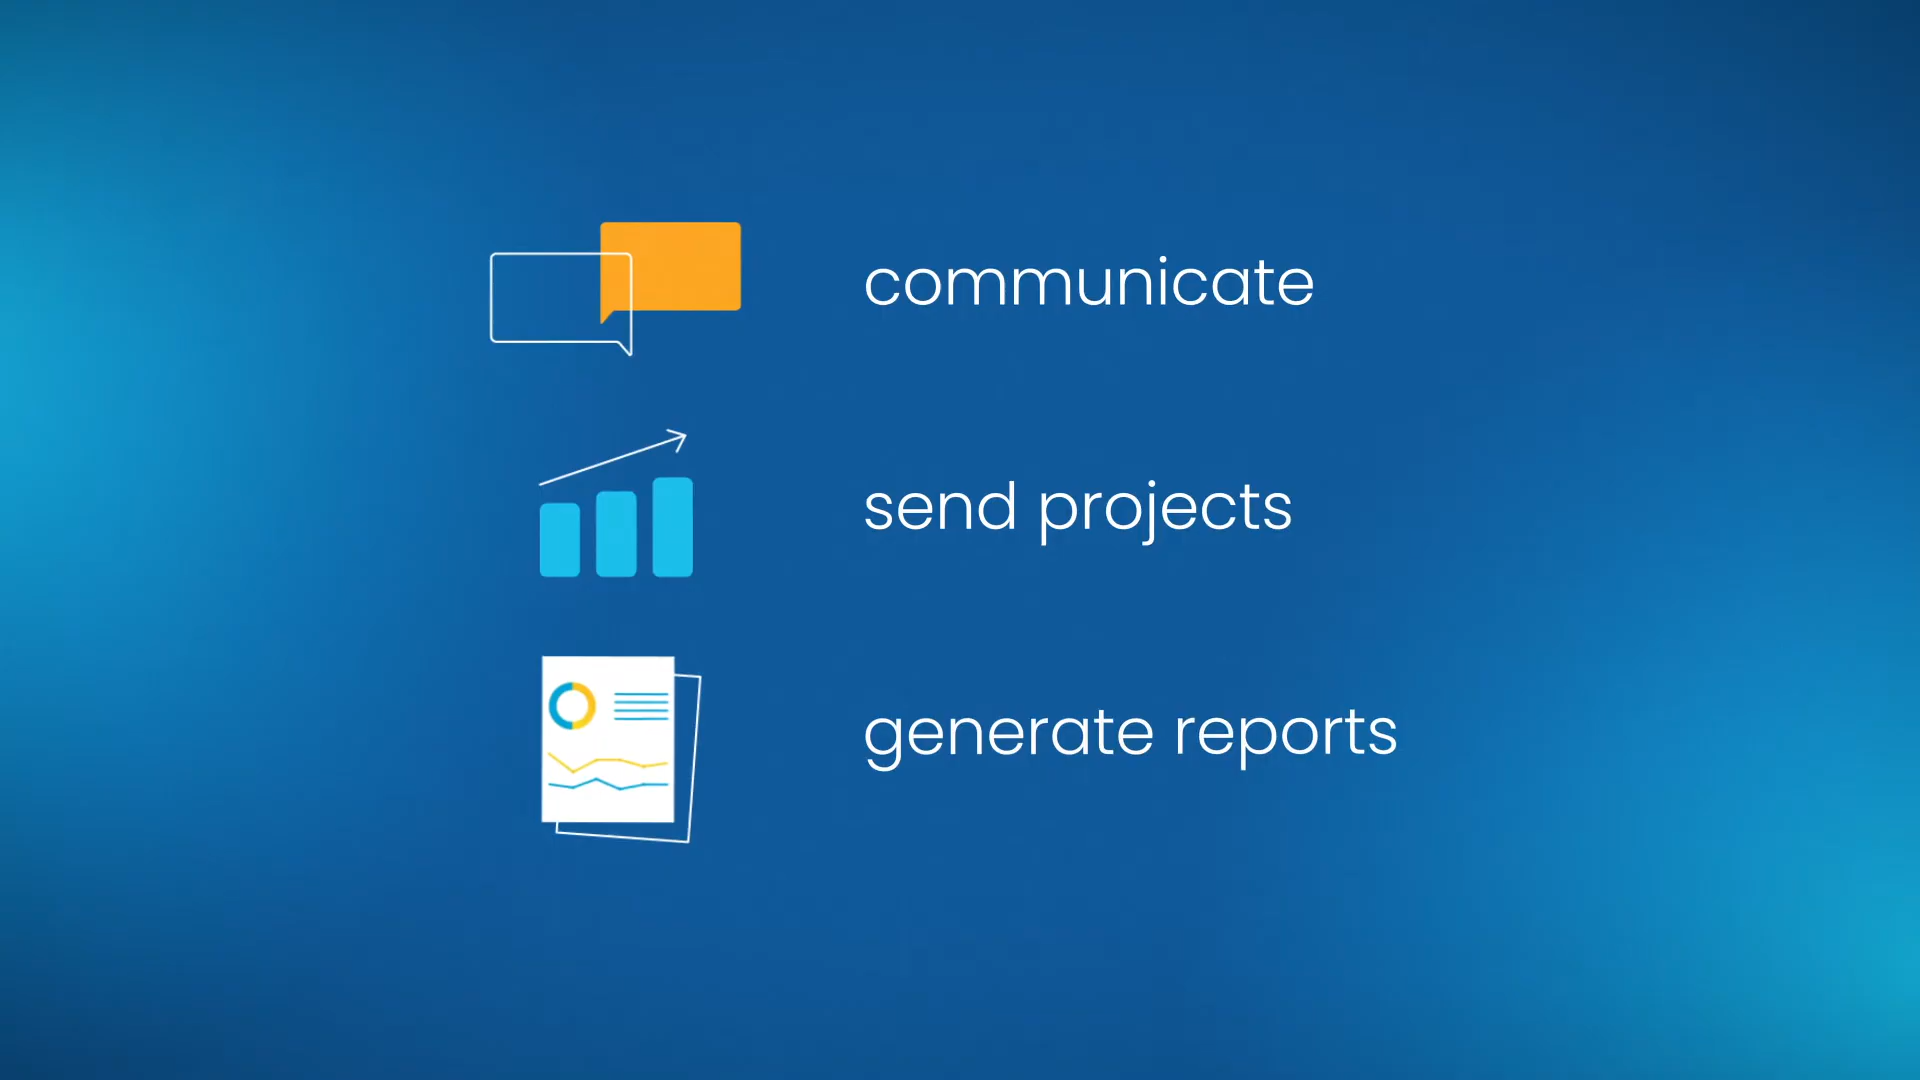 communicate
send projects
generate reports